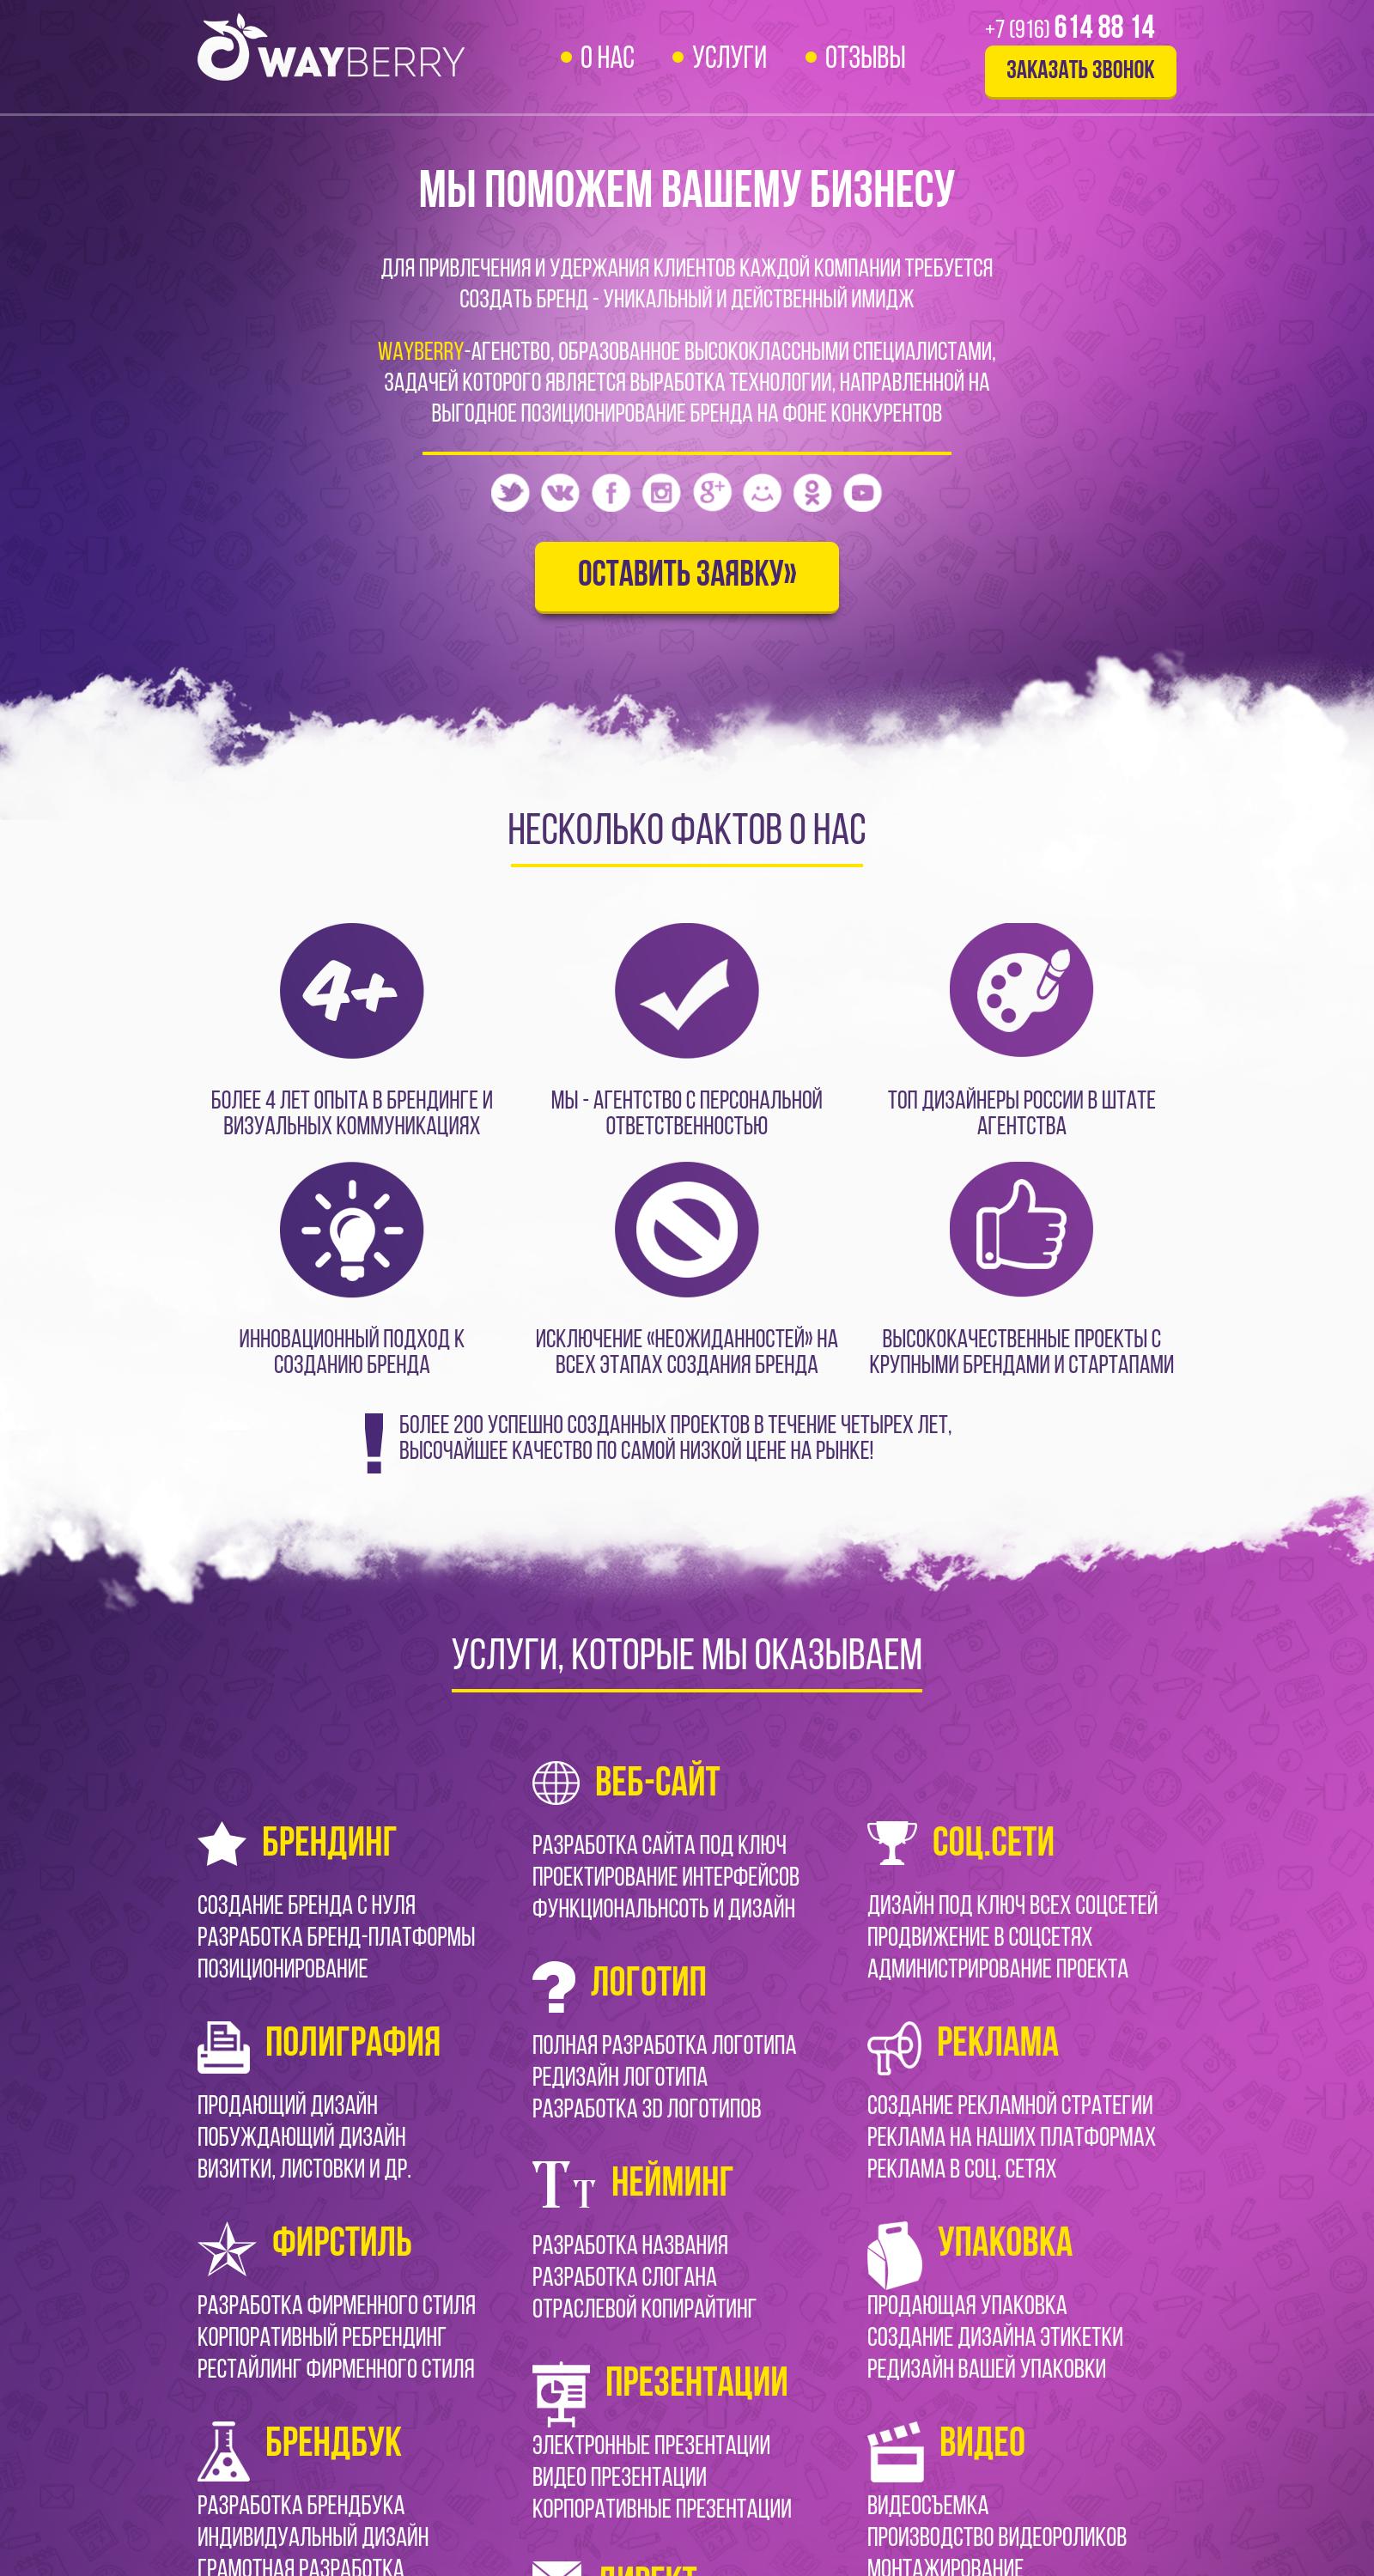 WAYBERRY
О НАС
УСЛУГИ
ОТЗЫВЫ
+7 (916) 614 88 14
ЗАКАЗАТЬ ЗВОНОК
МЫ ПОМОЖЕМ ВАШЕМУ БИЗНЕСУ
ДЛЯ ПРИВЛЕЧЕНИЯ И УДЕРЖАНИЯ КЛИЕНТОВ КАЖДОЙ КОМПАНИИ ТРЕБУЕТСЯ
СОЗДАТЬ БРЕНД - УНИКАЛЬНЫЙ И ДЕЙСТВЕННЫЙ ИМИДЖ
WAYBERRY-АГЕНСТВО, ОБРАЗОВАННОЕ ВЫСОКОКЛАССНЫМИ СПЕЦИАЛИСТАМИ,
ЗАДАЧЕЙ КОТОРОГО ЯВЛЯЕТСЯ ВЫРАБОТКА ТЕХНОЛОГИИ, НАПРАВЛЕННОЙ НА
ВЫГОДНОЕ ПОЗИЦИОНИРОВАНИЕ БРЕНДА НА ФОНЕ КОНКУРЕНТОВ
ОСТАВИТЬ ЗАЯВКУ»
НЕСКОЛЬКО ФАКТОВ О НАС
4+
БОЛЕЕ 4 ЛЕТ ОПЫТА В БРЕНДИНГЕ И
ВИЗУАЛЬНЫХ КОММУНИКАЦИЯХ
МЫ - АГЕНТСТВО С ПЕРСОНАЛЬНОЙ
ОТВЕТСТВЕННОСТЬЮ
ТОП ДИЗАЙНЕРЫ РОССИИ В ШТАТЕ
АГЕНТСТВА
ИННОВАЦИОННЫЙ ПОДХОД К
СОЗДАНИЮ БРЕНДА
ИСКЛЮЧЕНИЕ «НЕОЖИДАННОСТЕЙ» НА
ВСЕХ ЭТАПАХ СОЗДАНИЯ БРЕНДА
ВЫСОКОКАЧЕСТВЕННЫЕ ПРОЕКТЫ С
КРУПНЫМИ БРЕНДАМИ И СТАРТАПАМИ
БОЛЕЕ 200 УСПЕШНО СОЗДАННЫХ ПРОЕКТОВ В ТЕЧЕНИЕ ЧЕТЫРЕХ ЛЕТ,
ВЫСОЧАЙШЕЕ КАЧЕСТВО ПО САМОЙ НИЗКОЙ ЦЕНЕ НА РЫНКЕ!
УСЛУГИ, КОТОРЫЕ МЫ ОКАЗЫВАЕМ
БРЕНДИНГ
СОЗДАНИЕ БРЕНДА С НУЛЯ
РАЗРАБОТКА БРЕНД-ПЛАТФОРМЫ
ПОЗИЦИОНИРОВАНИЕ
ПОЛИГРАФИЯ
ПРОДАЮЩИЙ ДИЗАЙН
ПОБУЖДАЮЩИЙ ДИЗАЙН
ВИЗИТКИ, ЛИСТОВКИ И ДР.
ФИРСТИЛЬ
РАЗРАБОТКА ФИРМЕННОГО СТИЛЯ
КОРПОРАТИВНЫЙ РЕБРЕНДИНГ
РЕСТАЙЛИНГ ФИРМЕННОГО СТИЛЯ
БРЕНДБУК
РАЗРАБОТКА БРЕНДБУКА
ИНДИВИДУАЛЬНЫЙ ДИЗАЙН
ГРАМОТНАЯ РАЗРАБОТКА
ВЕБ-САЙТ
РАЗРАБОТКА САЙТА ПОД КЛЮЧ
ПРОЕКТИРОВАНИЕ ИНТЕРФЕЙСОВ
ФУНКЦИОНАЛЬНСОТЬ И ДИЗАЙН
ЛОГОТИП
ПОЛНАЯ РАЗРАБОТКА ЛОГОТИПА
РЕДИЗАЙН ЛОГОТИПА
РАЗРАБОТКА 3D ЛОГОТИПОВ
НЕЙМИНГ
РАЗРАБОТКА НАЗВАНИЯ
РАЗРАБОТКА СЛОГАНА
ОТРАСЛЕВОЙ КОПИРАЙТИНГ
ПРЕЗЕНТАЦИИ
ЭЛЕКТРОННЫЕ ПРЕЗЕНТАЦИИ
ВИДЕО ПРЕЗЕНТАЦИИ
КОРПОРАТИВНЫЕ ПРЕЗЕНТАЦИИ
ДИРЕКТ
СОЦ.СЕТИ
ДИЗАЙН ПОД КЛЮЧ ВСЕХ СОЦСЕТЕЙ
ПРОДВИЖЕНИЕ В СОЦСЕТЯХ
АДМИНИСТРИРОВАНИЕ ПРОЕКТА
РЕКЛАМА
СОЗДАНИЕ РЕКЛАМНОЙ СТРАТЕГИИ
РЕКЛАМА НА НАШИХ ПЛАТФОРМАХ
РЕКЛАМА В СОЦ. СЕТЯХ
УПАКОВКА
ПРОДАЮЩАЯ УПАКОВКА
СОЗДАНИЕ ДИЗАЙНА ЭТИКЕТКИ
РЕДИЗАЙН ВАШЕЙ УПАКОВКИ
ВИДЕО
ВИДЕОСЪЕМКА
ПРОИЗВОДСТВО ВИДЕОРОЛИКОВ
МОНТАЖИРОВАНИЕ